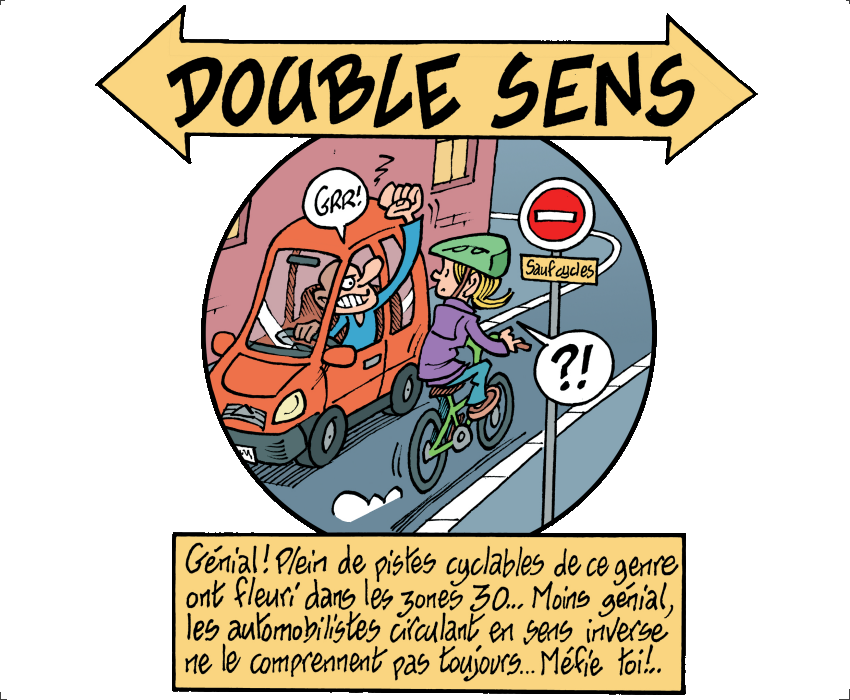 DOUBLE SENS
GRR!
Sauf cycles
?!
Génial! Plein de pistes cyclables de ce genre
ont fleuri dans les zones 30... Moins génial,
les automobilistes circulant en sens inverse
ne le comprennent pas toujours... Méfie toi!..